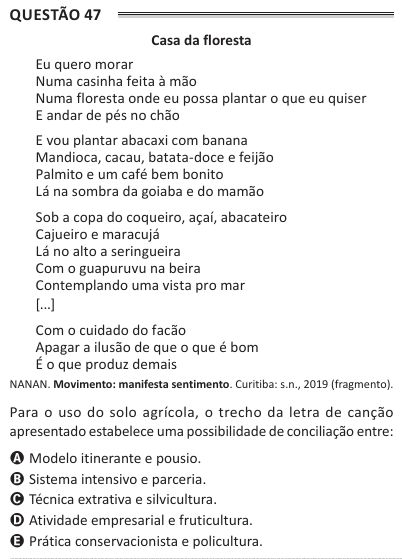 QUESTÃO 47
Casa da floresta
Eu quero morar
Numa casinha feita à mão
Numa floresta onde eu possa plantar o que eu quiser
E andar de pés no chão
E vou plantar abacaxi com banana
Mandioca, cacau, batata-doce e feijão
Palmito e um café bem bonito
Lá na sombra da goiaba e do mamão
Sob a copa do coqueiro, açaí, abacateiro
Cajueiro e maracujá
Lá no alto a seringueira
Com o guapuruvu na beira
Contemplando uma vista pro mar
[...]
Com o cuidado do facão
Apagar a ilusão de que o que é bom
É o que produz demais
NANAN. Movimento: manifesta sentimento. Curitiba: s.n., 2019 (fragmento).
Para o uso do solo agrícola, o trecho da letra de canção
apresentado estabelece uma possibilidade de conciliação entre:
A Modelo itinerante e pousio.
B Sistema intensivo e parceria.
C Técnica extrativa e silvicultura.
D Atividade empresarial e fruticultura.
E Prática conservacionista e policultura.